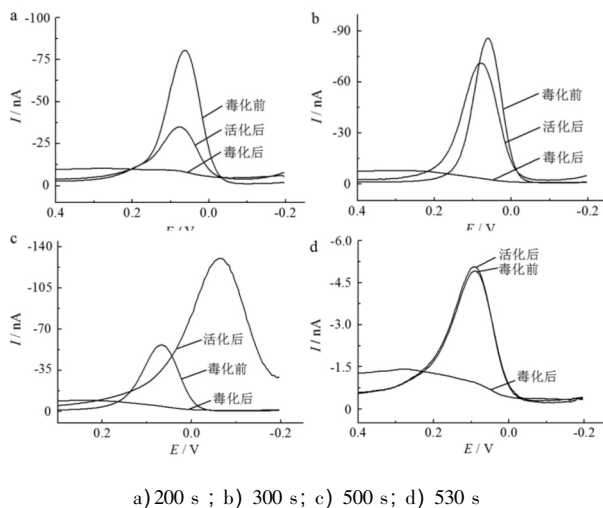 a
-100
-75
-50
-25
0
I / nA
毒化前
活化后
毒化后
0.4 0.2 0.0 -0.2
E / V
b
-90
-60
-30
0
I / nA
毒化前
活化后
毒化后
0.4 0.2 0.0 -0.2
E / V
c
-140
-105
-70
-35
0
I / nA
活化后
毒化前
毒化后
0.2 0.0 -0.2
E / V
d
-6.0
-4.5
-3.0
-1.5
0
I / nA
活化后
毒化前
毒化后
0.4 0.2 0.0 -0.2
E / V
a) 200 s ; b) 300 s; c) 500 s; d) 530 s